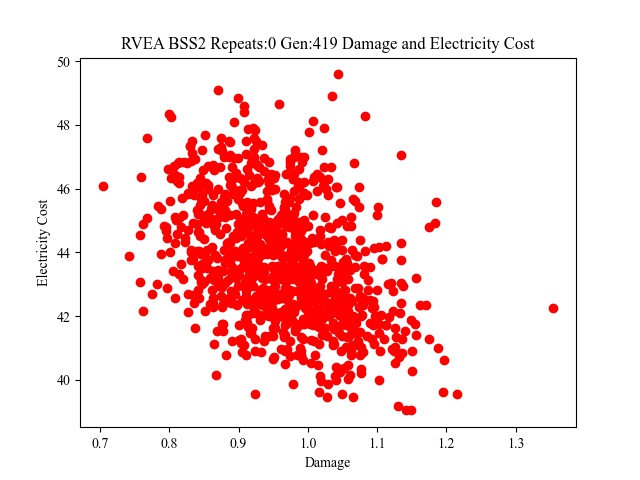 RVEA BSS2 Repeats:0 Gen:419 Damage and Electricity Cost
50
48
46
44
42
40
Electricity Cost
0.7 0.8 0.9 1.0 1.1 1.2 1.3
Damage